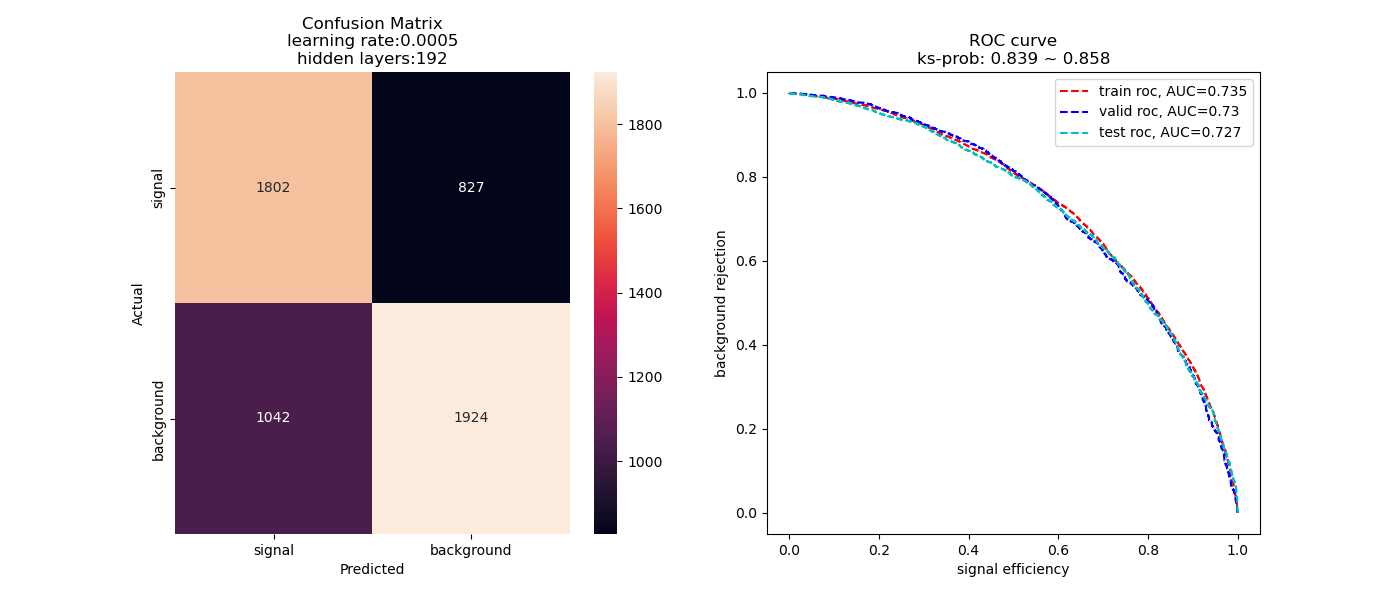 Confusion Matrix
learning rate:0.0005
hidden layers:192
signal
background
Actual
1802
827
1042
1924
signal
background
Predicted
1800
1600
1400
1200
1000
ROC curve
ks-prob: 0.839 ~ 0.858
train roc, AUC=0.735
valid roc, AUC=0.73
test roc, AUC=0.727
background rejection
1.0
0.8
0.6
0.4
0.2
0.0
0.0
0.2
0.4
0.6
0.8
1.0
signal efficiency